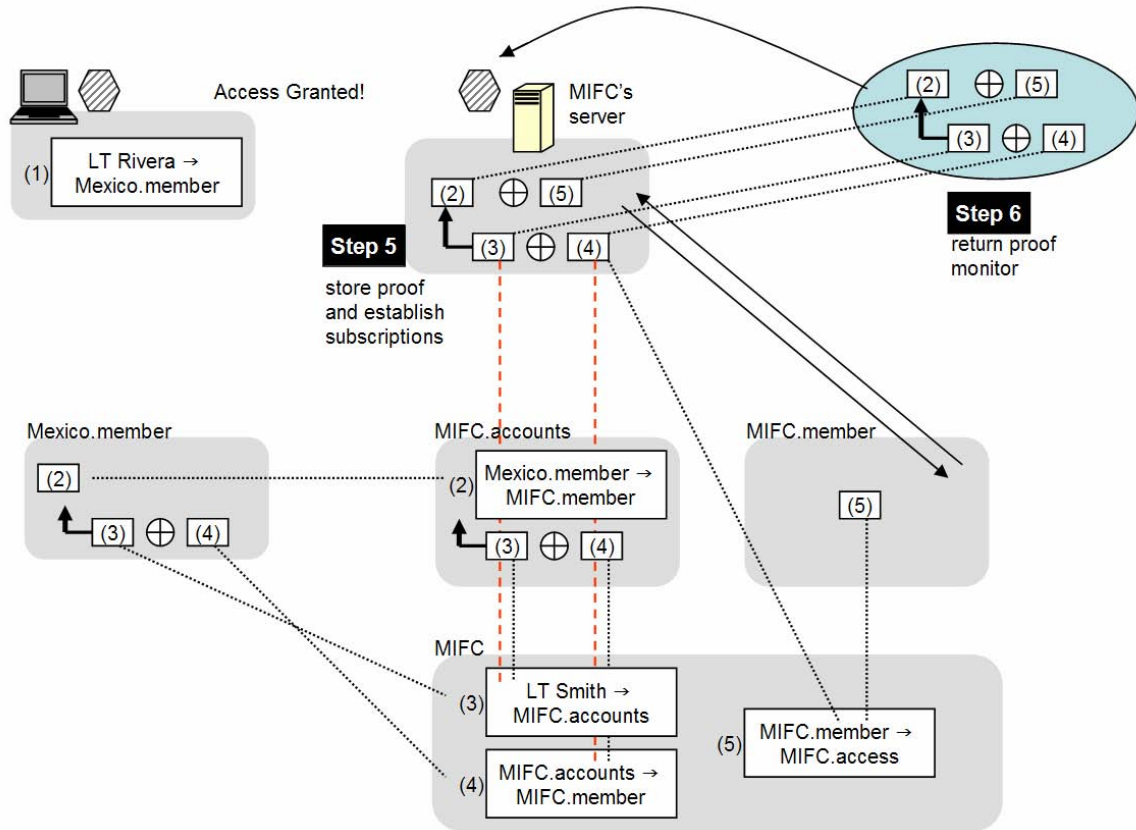 Access Granted!
(1)
LT Rivera →
Mexico.member
MIFC's
server
(2)
(5)
(3)
(4)
Step 5
store proof
and establish
subscriptions
(2)
(5)
(3)
(4)
Step 6
return proof
monitor
Mexico.member
(2)
(3)
(4)
MIFC.accounts
(2)
Mexico.member →
MIFC.member
(3)
(4)
MIFC.member
(5)
MIFC
(3)
LT Smith →
MIFC.accounts
(4)
MIFC.accounts →
MIFC.member
(5)
MIFC.member →
MIFC.access